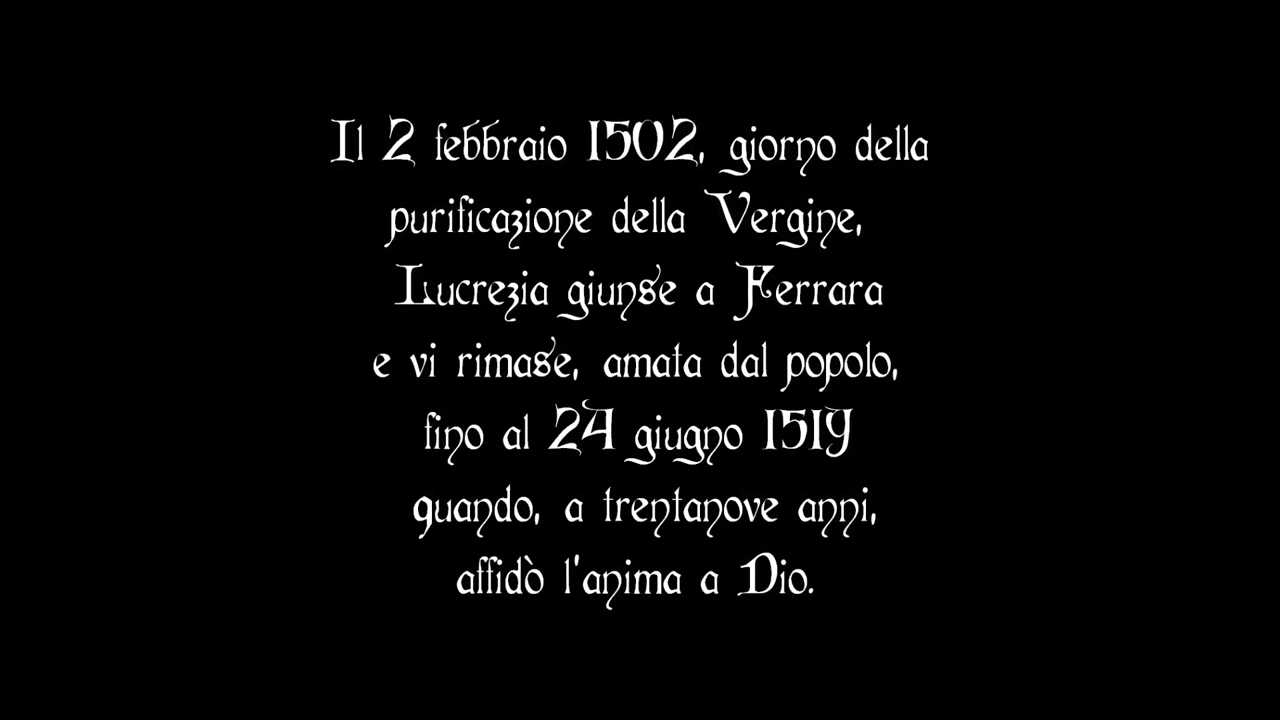 Il 2 febbraio 1502, giorno della
purificazione della Vergine,
Lucrezia giunse a Ferrara
e vi rimase, amata dal popolo,
fino al 24 giugno 1519
quando, a trentanove anni,
affidò l'anima a Dio.